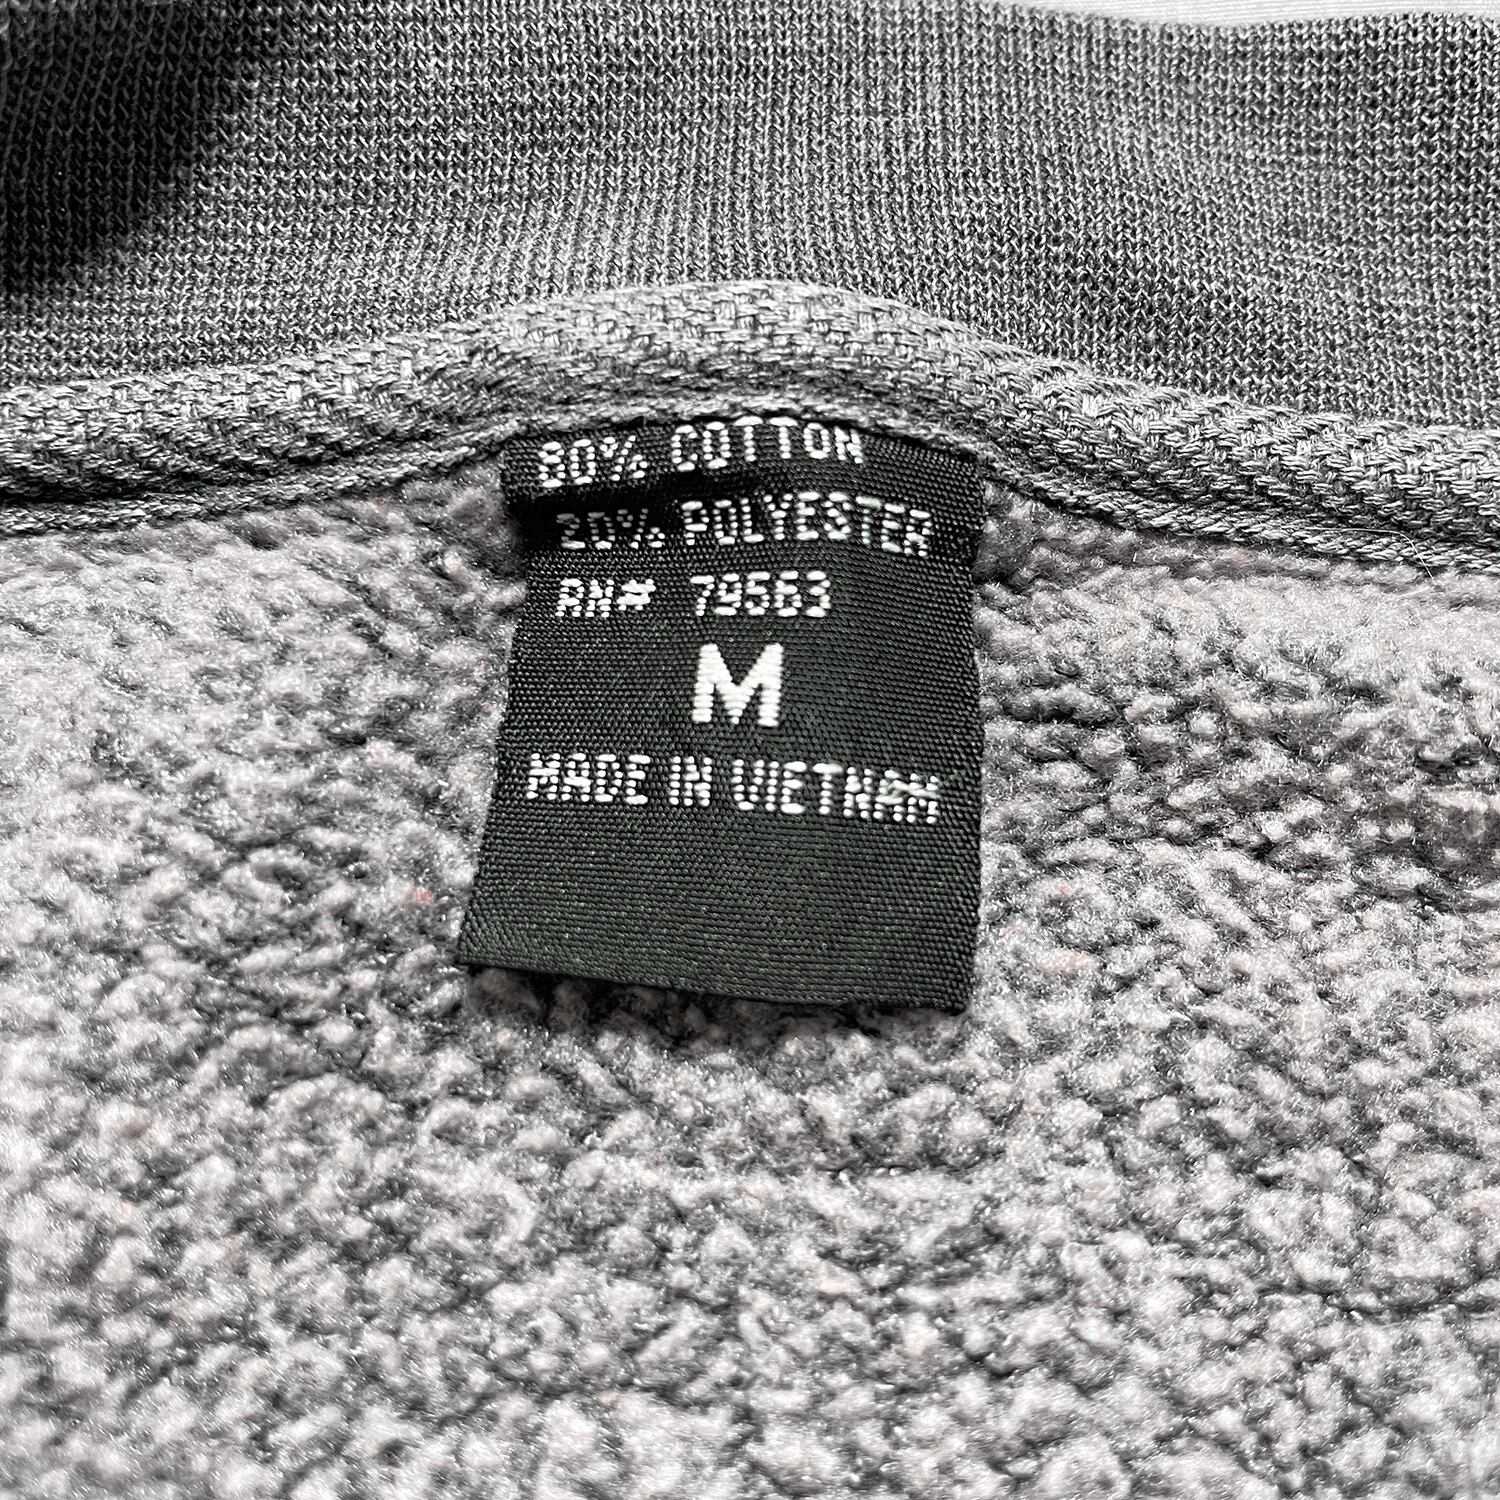 80% COTTON
20% POLYESTER
RN# 79563
M
MADE IN VIETNAM